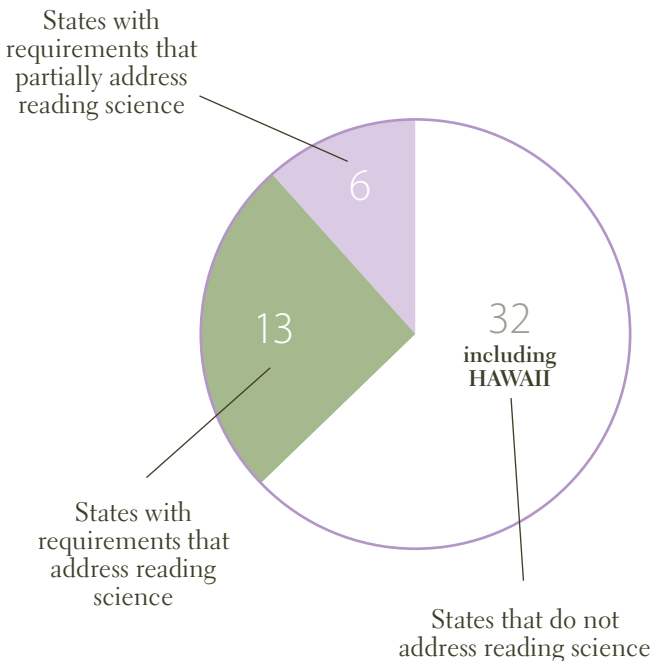 States with
requirements that
partially address
reading science
6
13
32
including
HAWAII
States with
requirements that
address reading
science
States that do not
address reading science